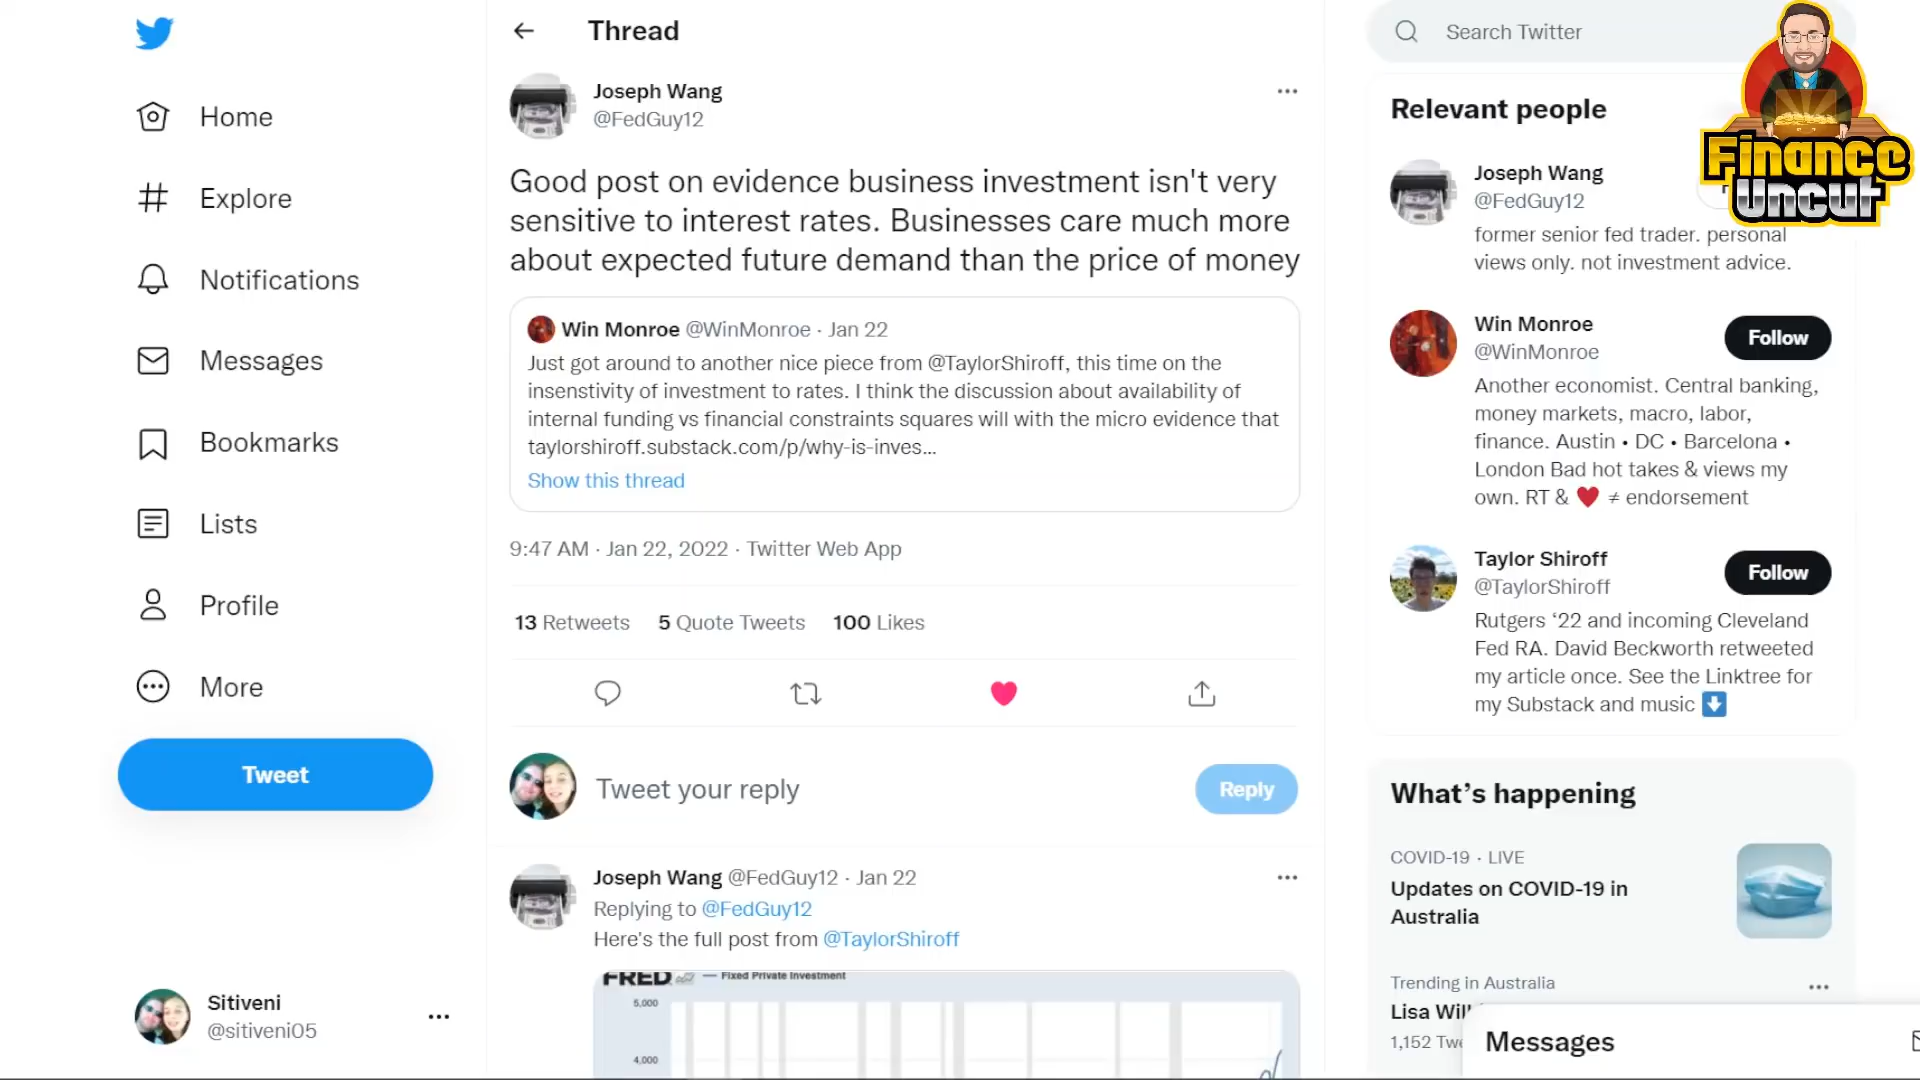 Home
Explore
Notifications
Messages
Bookmarks
Lists
Profile
More
Tweet
Sitiveni
@sitiveni05
Thread
Joseph Wang
@FedGuy12
Good post on evidence business investment isn't very
sensitive to interest rates. Businesses care much more
about expected future demand than the price of money
Win Monroe @WinMonroe · Jan 22
Just got around to another nice piece from @TaylorShiroff, this time on the
insenstivity of investment to rates. I think the discussion about availability of
internal funding vs financial constraints squares will with the micro evidence that
taylorshiroff.substack.com/p/why-is-inves...
Show this thread
9:47 AM · Jan 22, 2022 · Twitter Web App
13 Retweets 5 Quote Tweets 100 Likes
Tweet your reply
Reply
Joseph Wang @FedGuy12 · Jan 22
Replying to @FedGuy12
Here's the full post from @TaylorShiroff
FRED — Fixed Private Investment
5,000
4,000
Search Twitter
Finance
Uncut
Relevant people
Joseph Wang
@FedGuy12
former senior fed trader. personal
views only. not investment advice.
Win Monroe
@WinMonroe
Follow
Another economist. Central banking,
money markets, macro, labor,
finance. Austin • DC • Barcelona •
London Bad hot takes & views my
own. RT & ❤️ ≠ endorsement
Taylor Shiroff
@TaylorShiroff
Follow
Rutgers ‘22 and incoming Cleveland
Fed RA. David Beckworth retweeted
my article once. See the Linktree for
my Substack and music ⬇️
What’s happening
COVID-19 · LIVE
Updates on COVID-19 in
Australia
Trending in Australia
Lisa
1,152
Messages